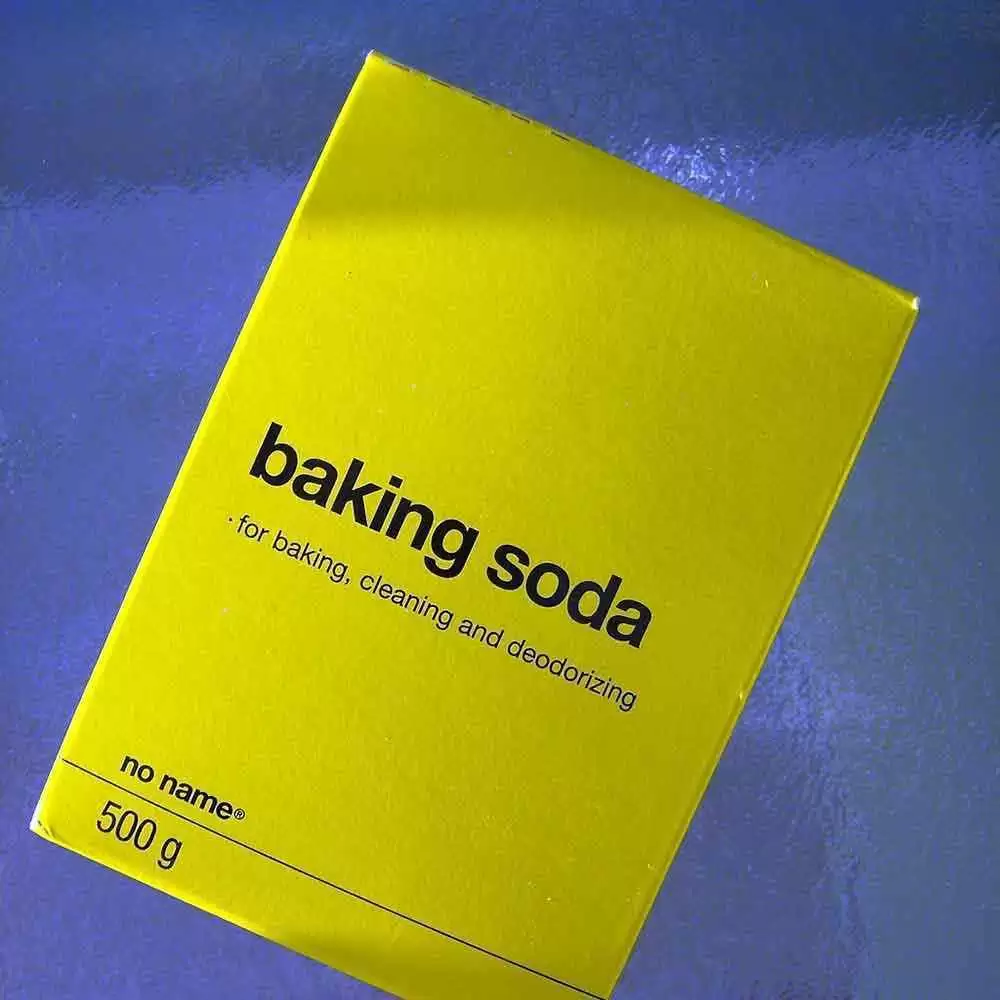 baking soda
· for baking, cleaning and deodorizing
no name®
500 g